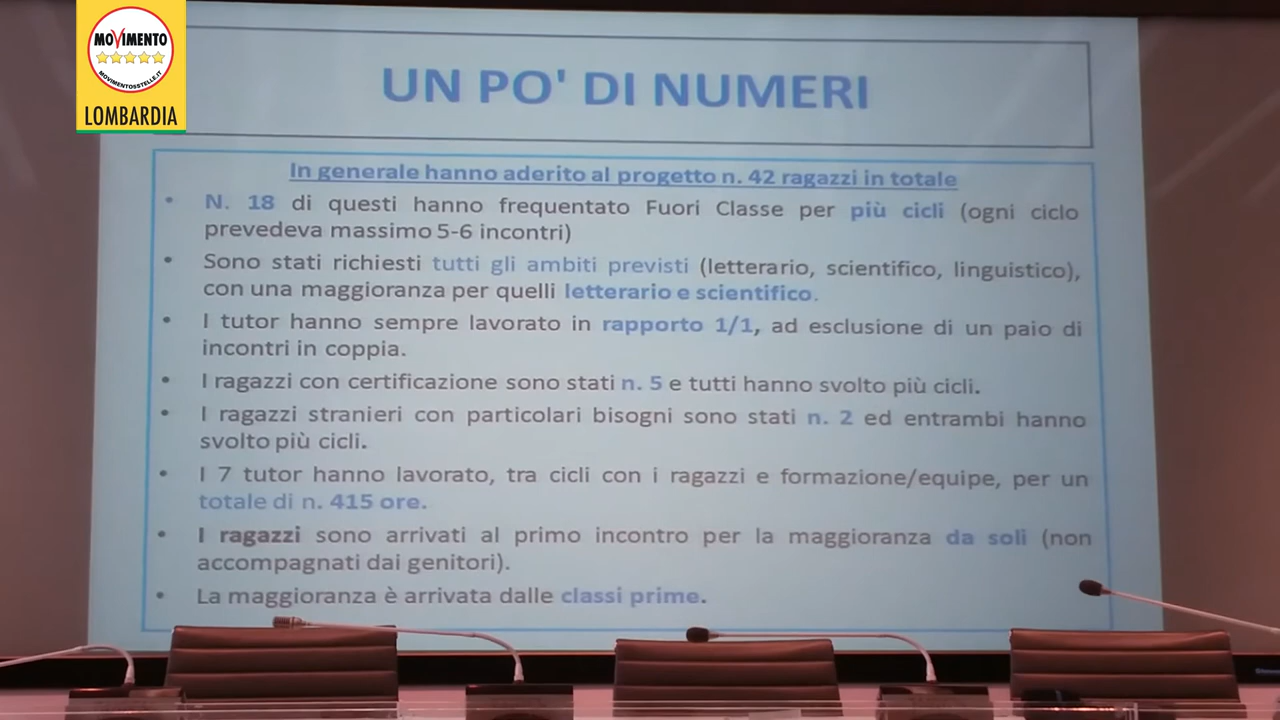 MOVIMENTO
MOVIMENTO5STELLE.IT
LOMBARDIA
UN PO' DI NUMERI
In generale hanno aderito al progetto n. 42 ragazzi in totale
• N. 18 di questi hanno frequentato Fuori Classe per più cicli (ogni ciclo
prevedeva massimo 5-6 incontri)
• Sono stati richiesti tutti gli ambiti previsti (letterario, scientifico, linguistico),
con una maggioranza per quelli letterario e scientifico.
• I tutor hanno sempre lavorato in rapporto 1/1, ad esclusione di un paio di
incontri in coppia.
• I ragazzi con certificazione sono stati n. 5 e tutti hanno svolto più cicli.
• I ragazzi stranieri con particolari bisogni sono stati n. 2 ed entrambi hanno
svolto più cicli.
• I 7 tutor hanno lavorato, tra cicli con i ragazzi e formazione/equipe, per un
totale di n. 415 ore.
• I ragazzi sono arrivati al primo incontro per la maggioranza da soli (non
accompagnati dai genitori).
• La maggioranza è arrivata dalle classi prime.